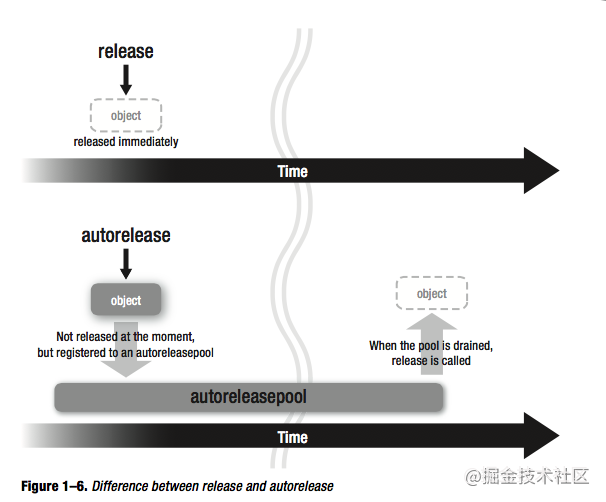 release
object
released immediately
Time
autorelease
object
object
Not released at the moment,
but registered to an autoreleasepool
When the pool is drained,
release is called
autoreleasepool
Time
Figure 1–6. Difference between release and autorelease
@掘金技术社区